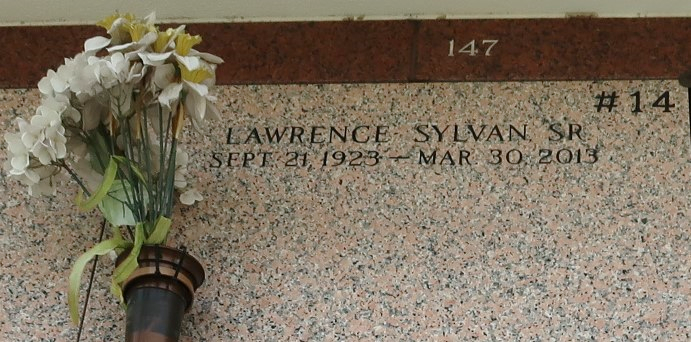 147
#14
LAWRENCE SYLVAN SR
SEPT 21, 1923 – MAR. 30, 2013